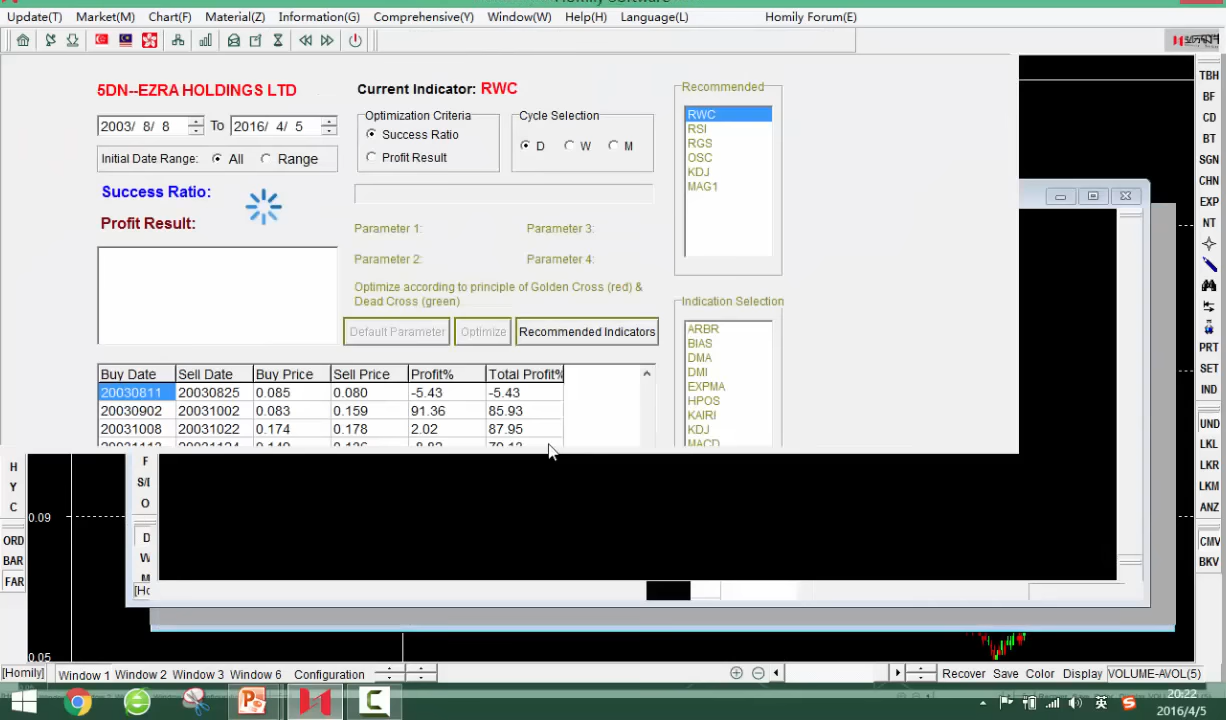 Homily Software
Update(T) Market(M) Chart(F) Material(Z) Information(G) Comprehensive(Y) Window(W) Help(H) Language(L) Homily Forum(E)
TBH
BF
CD
BT
SGN
CHN
EXP
NT
PRT
SET
IND
UND
LKL
LKR
LKM
ANZ
CMV
BKV
5DN--EZRA HOLDINGS LTD
2003/ 8/ 8 To 2016/ 4/ 5
Initial Date Range: All Range
Success Ratio:
Profit Result:
Current Indicator: RWC
Optimization Criteria
Success Ratio
Profit Result
Cycle Selection
D W M
Parameter 1: Parameter 3:
Parameter 2: Parameter 4:
Optimize according to principle of Golden Cross (red) &
Dead Cross (green)
Default Parameter Optimize Recommended Indicators
Recommended
RWC
RSI
RGS
OSC
KDJ
MAG1
Indication Selection
ARBR
BIAS
DMA
DMI
EXPMA
HPOS
KAIRI
KDJ
MACD
Buy Date Sell Date Buy Price Sell Price Profit% Total Profit%
20030811 20030825 0.085 0.080 -5.43 -5.43
20030902 20031002 0.083 0.159 91.36 85.93
20031008 20031022 0.174 0.178 2.02 87.95
H
Y
C
ORD
BAR
FAR
0.09
0.05
F
S/I
O
D
W
M
[Ho
[Homily] Window 1 Window 2 Window 3 Window 6 Configuration Recover Save Color Display VOLUME-AVOL(5)
英
20:22
2016/4/5